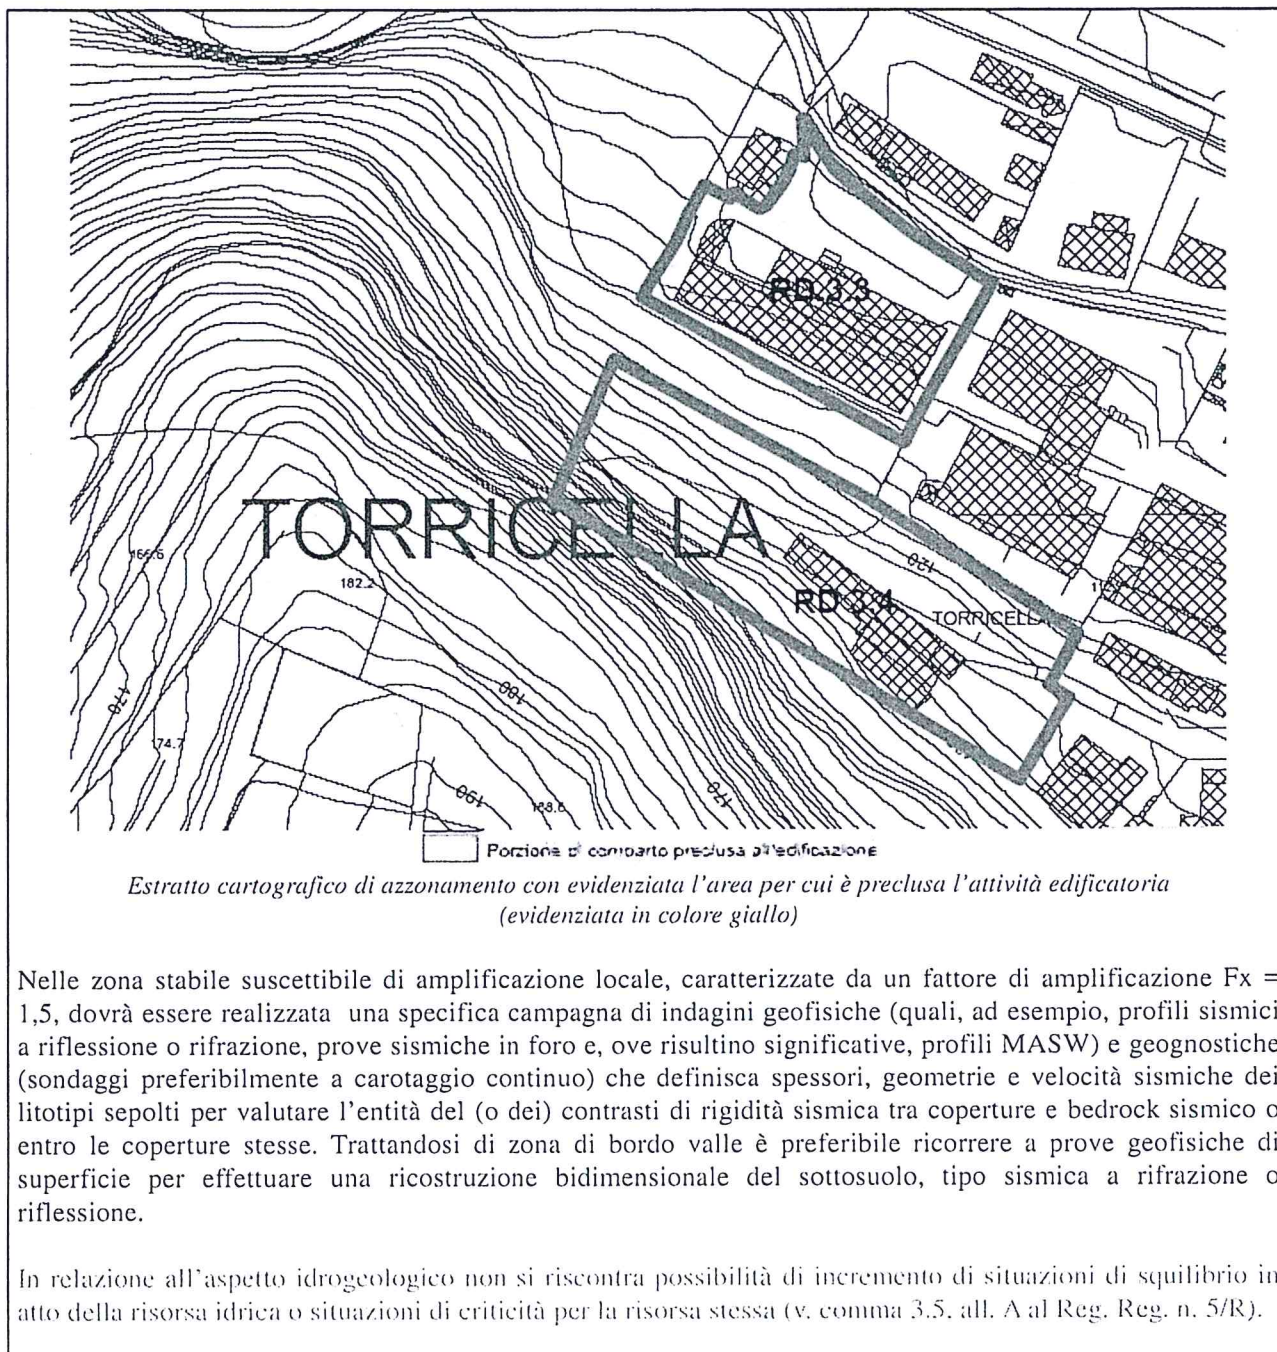 RD 3.3
TORRICELLA
166.6
182.2
120
RD 3.4
TORRICELLA
170
74.7
190
188.6
170
Porzione di comparto preclusa all'edificazione
Estratto cartografico di azzonamento con evidenziata l'area per cui è preclusa l'attività edificatoria
(evidenziata in colore giallo)
Nelle zona stabile suscettibile di amplificazione locale, caratterizzate da un fattore di amplificazione Fx =
1,5, dovrà essere realizzata una specifica campagna di indagini geofisiche (quali, ad esempio, profili sismici
a riflessione o rifrazione, prove sismiche in foro e, ove risultino significative, profili MASW) e geognostiche
(sondaggi preferibilmente a carotaggio continuo) che definisca spessori, geometrie e velocità sismiche dei
litotipi sepolti per valutare l'entità del (o dei) contrasti di rigidità sismica tra coperture e bedrock sismico o
entro le coperture stesse. Trattandosi di zona di bordo valle è preferibile ricorrere a prove geofisiche di
superficie per effettuare una ricostruzione bidimensionale del sottosuolo, tipo sismica a rifrazione o
riflessione.
In relazione all'aspetto idrogeologico non si riscontra possibilità di incremento di situazioni di squilibrio in
atto della risorsa idrica o situazioni di criticità per la risorsa stessa (v. comma 3.5. all. A al Reg. Reg. n. 5/R).